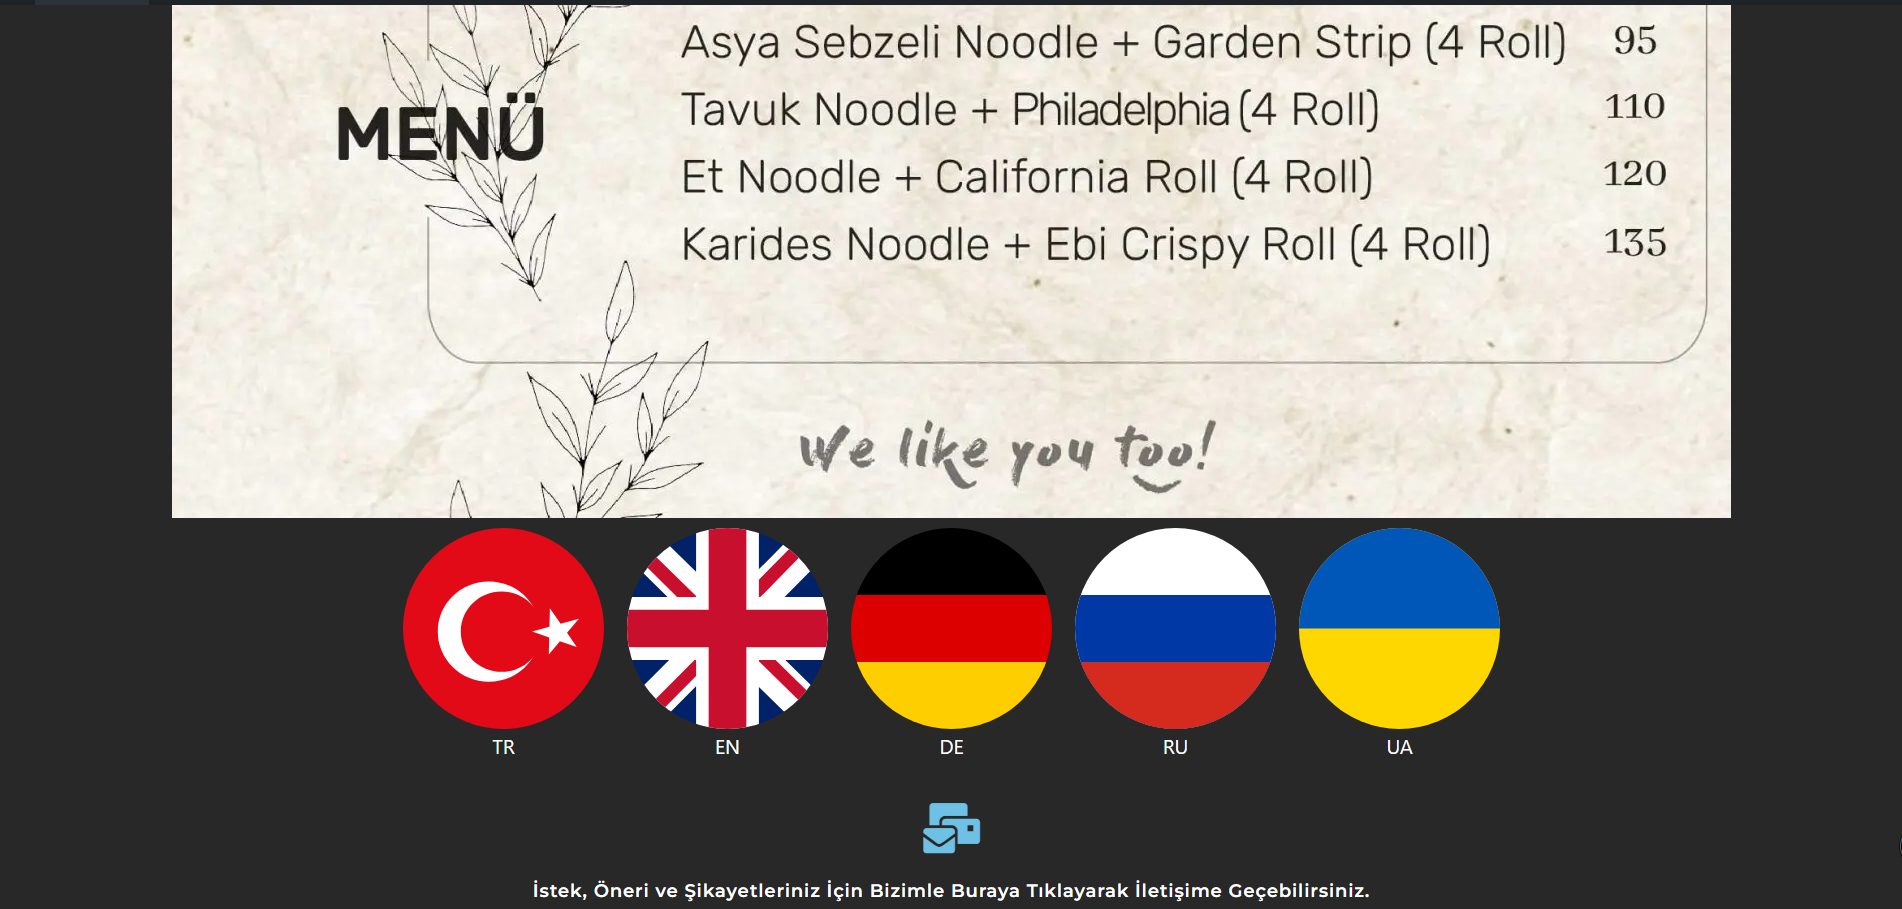 Asya Sebzeli Noodle + Garden Strip (4 Roll) 95
MENÜ
Tavuk Noodle + Philadelphia (4 Roll) 110
Et Noodle + California Roll (4 Roll) 120
Karides Noodle + Ebi Crispy Roll (4 Roll) 135
We like you too!
TR EN DE RU UA
İstek, Öneri ve Şikayetleriniz İçin Bizimle Buraya Tıklayarak İletişime Geçebilirsiniz.